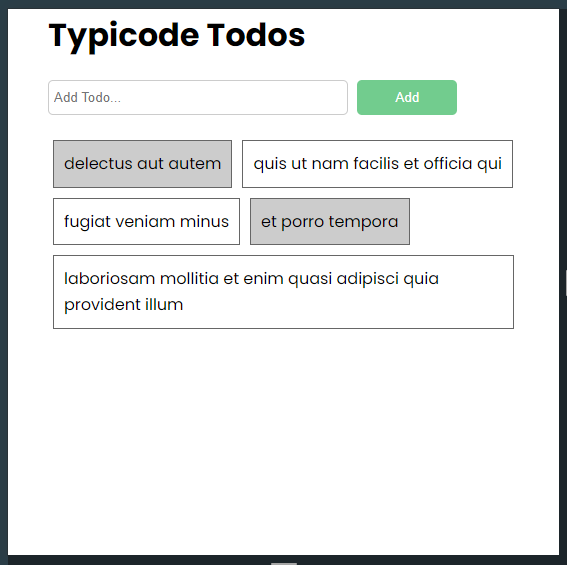 Typicode Todos
Add Todo...
Add
delectus aut autem
quis ut nam facilis et officia qui
fugiat veniam minus
et porro tempora
laboriosam mollitia et enim quasi adipisci quia
provident illum